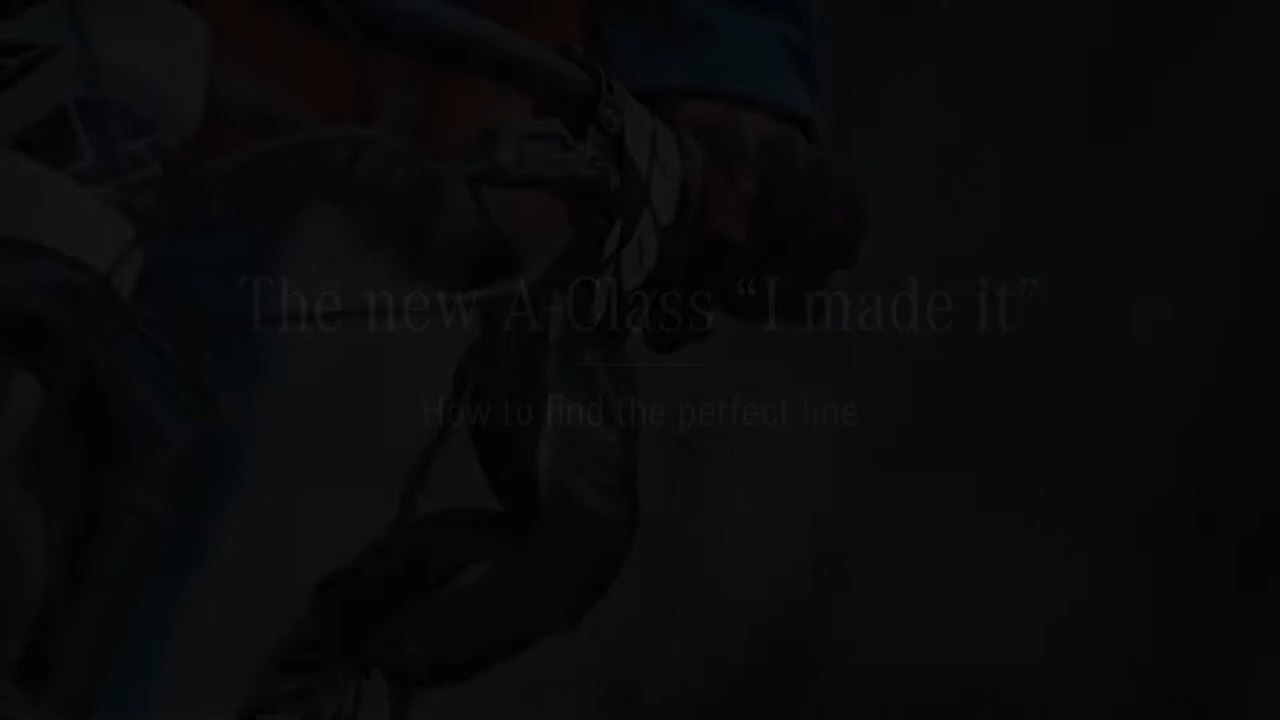 The new A-Class “I made it”
How to find the perfect line